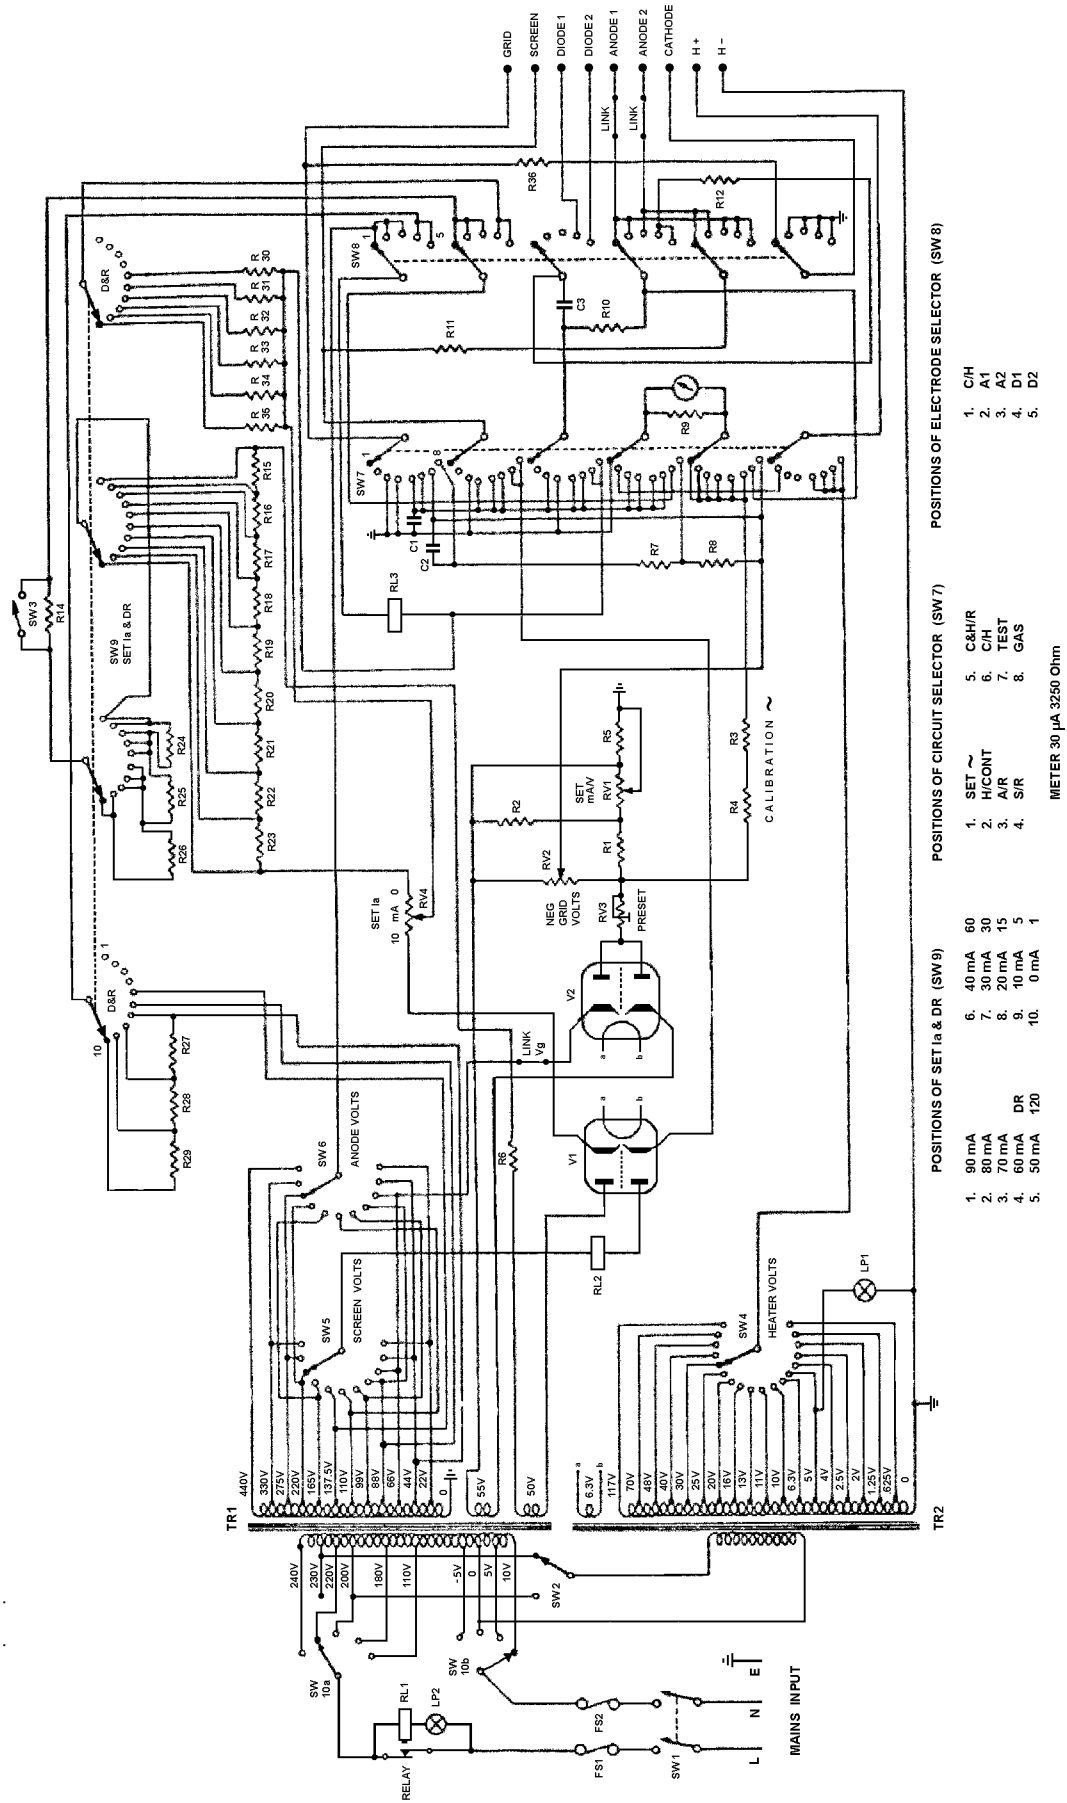 GRID
SCREEN
DIODE 1
DIODE 2
ANODE 1
ANODE 2
CATHODE
H +
H −
LINK
LINK
R36
R12
SW8
1
5
C3
R10
R11
R9
SW7
1
8
C1
C2
R7
R8
RL3
D&R
R 30
R 31
R 32
R 33
R 34
R 35
R15
R16
R17
R18
R19
R20
R21
R22
R23
SW3
R14
SW9
SET Ia & DR
R24
R25
R26
D&R
1
10
R27
R28
R29
SET Ia
10 mA 0
RV4
R5
SET
mA/V
RV1
R2
R1
RV2
NEG
GRID
VOLTS
RV3
PRESET
R3
R4
CALIBRATION ~
V2
a
b
LINK
Vg
V1
a
b
R6
RL2
SW6
ANODE VOLTS
SW5
SCREEN VOLTS
SW4
HEATER VOLTS
LP1
TR1
440V
330V
275V
220V
165V
137.5V
110V
99V
88V
66V
44V
22V
0
55V
50V
a
6.3V
b
117V
70V
48V
40V
30V
25V
20V
16V
13V
11V
10V
6.3V
5V
4V
2.5V
2V
1.25V
.625V
0
TR2
240V
230V
220V
200V
180V
110V
- 5V
0
5V
10V
SW2
SW
10a
SW
10b
RL1
LP2
RELAY
FS1
FS2
SW1
L
N
E
MAINS INPUT
POSITIONS OF SET Ia & DR (SW9)
1. 90 mA
2. 80 mA
3. 70 mA
4. 60 mA DR
5. 50 mA 120
6. 40 mA 60
7. 30 mA 30
8. 20 mA 15
9. 10 mA 5
10. 0 mA 1
POSITIONS OF CIRCUIT SELECTOR (SW7)
1. SET ~
2. H/CONT
3. A/R
4. S/R
5. C&H/R
6. C/H
7. TEST
8. GAS
POSITIONS OF ELECTRODE SELECTOR (SW8)
1. C/H
2. A1
3. A2
4. D1
5. D2
METER 30 µA 3250 Ohm